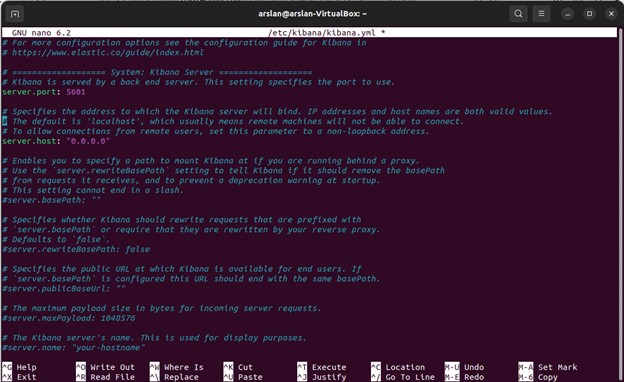 arslan@arslan-VirtualBox: ~
GNU nano 6.2 /etc/kibana/kibana.yml *
# For more configuration options see the configuration guide for Kibana in
# https://www.elastic.co/guide/index.html
# =================== System: Kibana Server ===================
# Kibana is served by a back end server. This setting specifies the port to use.
server.port: 5601
# Specifies the address to which the Kibana server will bind. IP addresses and host names are both valid values.
# The default is 'localhost', which usually means remote machines will not be able to connect.
# To allow connections from remote users, set this parameter to a non-loopback address.
server.host: "0.0.0.0"
# Enables you to specify a path to mount Kibana at if you are running behind a proxy.
# Use the `server.rewriteBasePath` setting to tell Kibana if it should remove the basePath
# from requests it receives, and to prevent a deprecation warning at startup.
# This setting cannot end in a slash.
#server.basePath: ""
# Specifies whether Kibana should rewrite requests that are prefixed with
# `server.basePath` or require that they are rewritten by your reverse proxy.
# Defaults to `false`.
#server.rewriteBasePath: false
# Specifies the public URL at which Kibana is available for end users. If
# `server.basePath` is configured this URL should end with the same basePath.
#server.publicBaseUrl: ""
# The maximum payload size in bytes for incoming server requests.
#server.maxPayload: 1048576
# The Kibana server's name. This is used for display purposes.
#server.name: "your-hostname"
^G Help ^O Write Out ^W Where Is ^K Cut ^T Execute ^C Location M-U Undo M-A Set Mark
^X Exit ^R Read File ^\ Replace ^U Paste ^J Justify ^/ Go To Line M-E Redo M-6 Copy